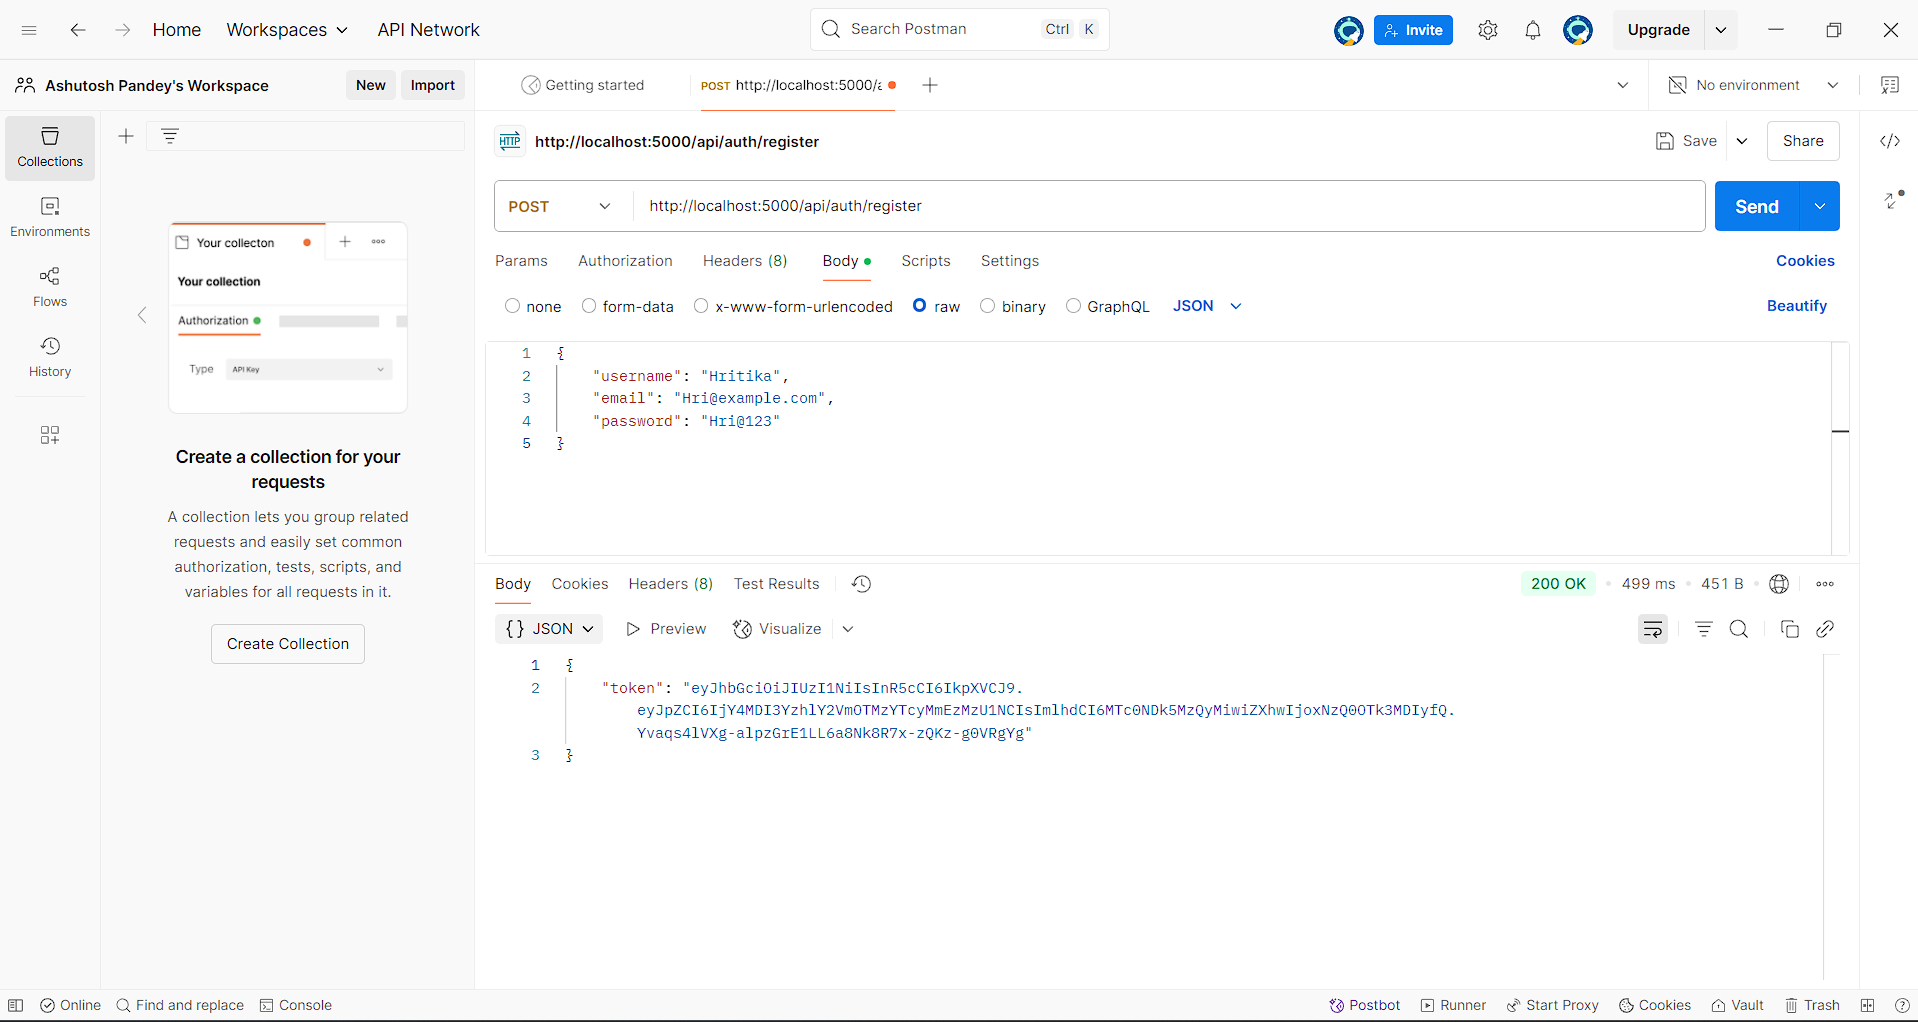 Home Workspaces API Network Search Postman Ctrl K Invite Upgrade
Ashutosh Pandey's Workspace New Import Getting started POST http://localhost:5000/a No environment
HTTP http://localhost:5000/api/auth/register Save Share
POST http://localhost:5000/api/auth/register Send
Params Authorization Headers (8) Body Scripts Settings Cookies
none form-data x-www-form-urlencoded raw binary GraphQL JSON Beautify
1 {
2 "username": "Hritika",
3 "email": "Hri@example.com",
4 "password": "Hri@123"
5 }
Collections
Environments
Flows
History
Your collecton
Your collection
Authorization
Type API Key
Create a collection for your
requests
A collection lets you group related
requests and easily set common
authorization, tests, scripts, and
variables for all requests in it.
Create Collection
Body Cookies Headers (8) Test Results 200 OK 499 ms 451 B
{} JSON Preview Visualize
1 {
2 "token": "eyJhbGciOiJIUzI1NiIsInR5cCI6IkpXVCJ9.
eyJpZCI6IjY4MDI3YzhlY2VmOTMzYTcyMmEzMzU1NCIsImlhdCI6MTc0NDk5MzQyMiwiZXhwIjoxNzQ0OTk3MDIyfQ.
Yvaqs4lVXg-alpzGrE1LL6a8Nk8R7x-zQKz-g0VRgYg"
3 }
Online Find and replace Console Postbot Runner Start Proxy Cookies Vault Trash